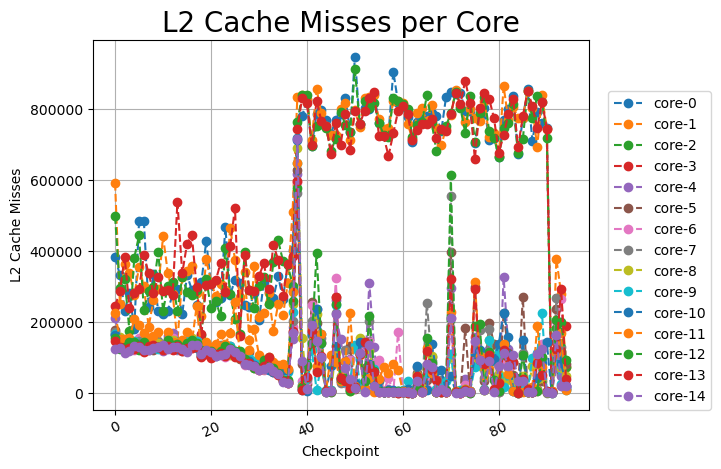 L2 Cache Misses per Core
L2 Cache Misses
800000
600000
400000
200000
0
0
20
40
60
80
Checkpoint
core-0
core-1
core-2
core-3
core-4
core-5
core-6
core-7
core-8
core-9
core-10
core-11
core-12
core-13
core-14